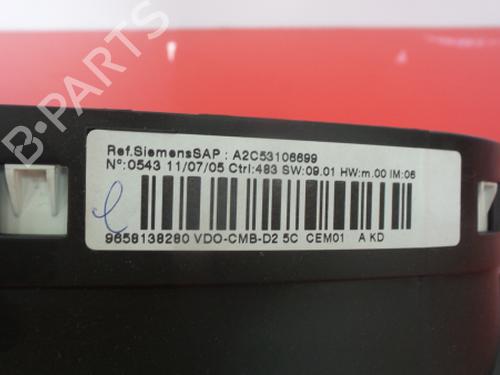 Ref.SiemensSAP : A2C53106699
Nº:0543 11/07/05 Ctrl:483 SW:09.01 HW:m.00 IM:06
9658138280 VDO-CMB-D2 5C CEM01 A KD
B-PARTS